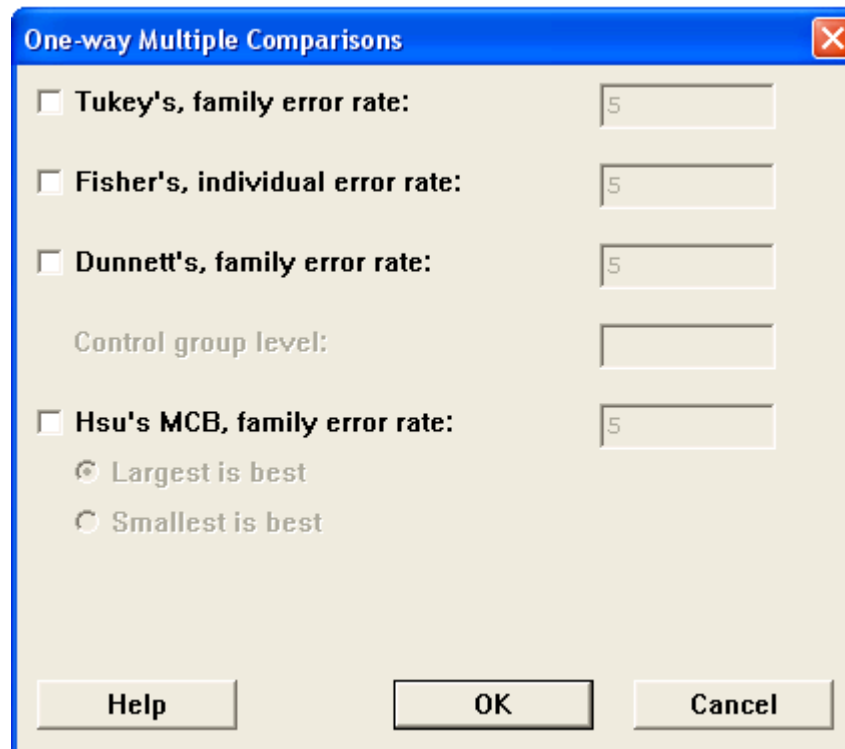 One-way Multiple Comparisons
Tukey's, family error rate: 5
Fisher's, individual error rate: 5
Dunnett's, family error rate: 5
Control group level:
Hsu's MCB, family error rate: 5
Largest is best
Smallest is best
Help OK Cancel